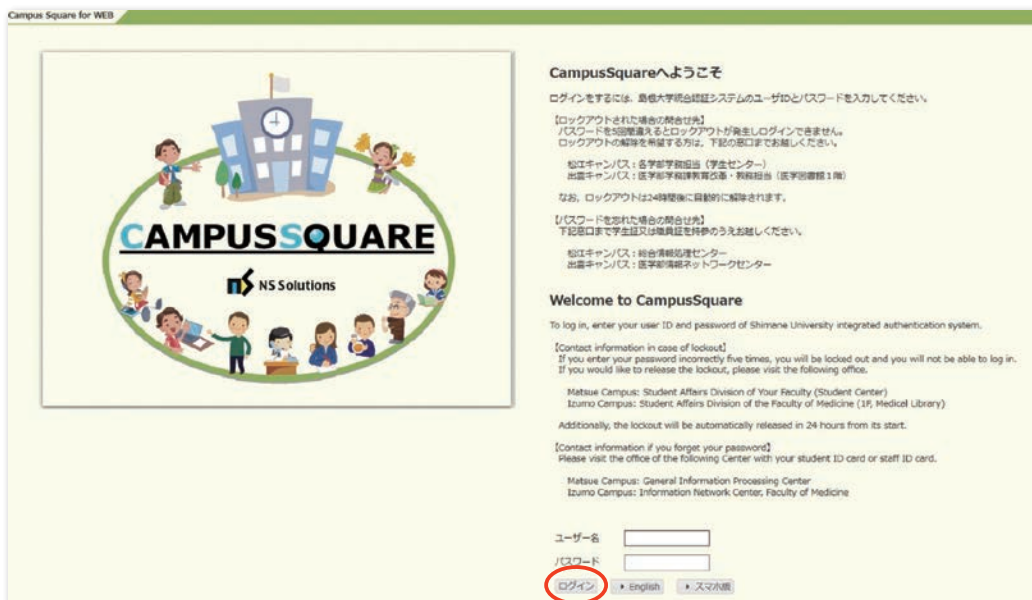 Campus Square for WEB
CAMPUSSQUARE
NS Solutions
CampusSquareへようこそ
ログインをするには、島根大学統合認証システムのユーザIDとパスワードを入力してください。
【ロックアウトされた場合の問合せ先】
パスワードを5回間違えるとロックアウトが発生しログインできません。
ロックアウトの解除を希望する方は、下記の窓口までお越しください。
松江キャンパス：各学部学務担当（学生センター）
出雲キャンパス：医学部学務課教育改革・教務担当（医学図書館１階）
なお、ロックアウトは24時間後に自動的に解除されます。
【パスワードを忘れた場合の問合せ先】
下記窓口まで学生証又は職員証を持参のうえお越しください。
松江キャンパス：総合情報処理センター
出雲キャンパス：医学部情報ネットワークセンター
Welcome to CampusSquare
To log in, enter your user ID and password of Shimane University integrated authentication system.
【Contact information in case of lockout】
If you enter your password incorrectly five times, you will be locked out and you will not be able to log in.
If you would like to release the lockout, please visit the following office.
Matsue Campus: Student Affairs Division of Your Faculty (Student Center)
Izumo Campus: Student Affairs Division of the Faculty of Medicine (1F, Medical Library)
Additionally, the lockout will be automatically released in 24 hours from its start.
【Contact information if you forget your password】
Please visit the office of the following Center with your student ID card or staff ID card.
Matsue Campus: General Information Processing Center
Izumo Campus: Information Network Center, Faculty of Medicine
ユーザー名
パスワード
ログイン English スマホ版